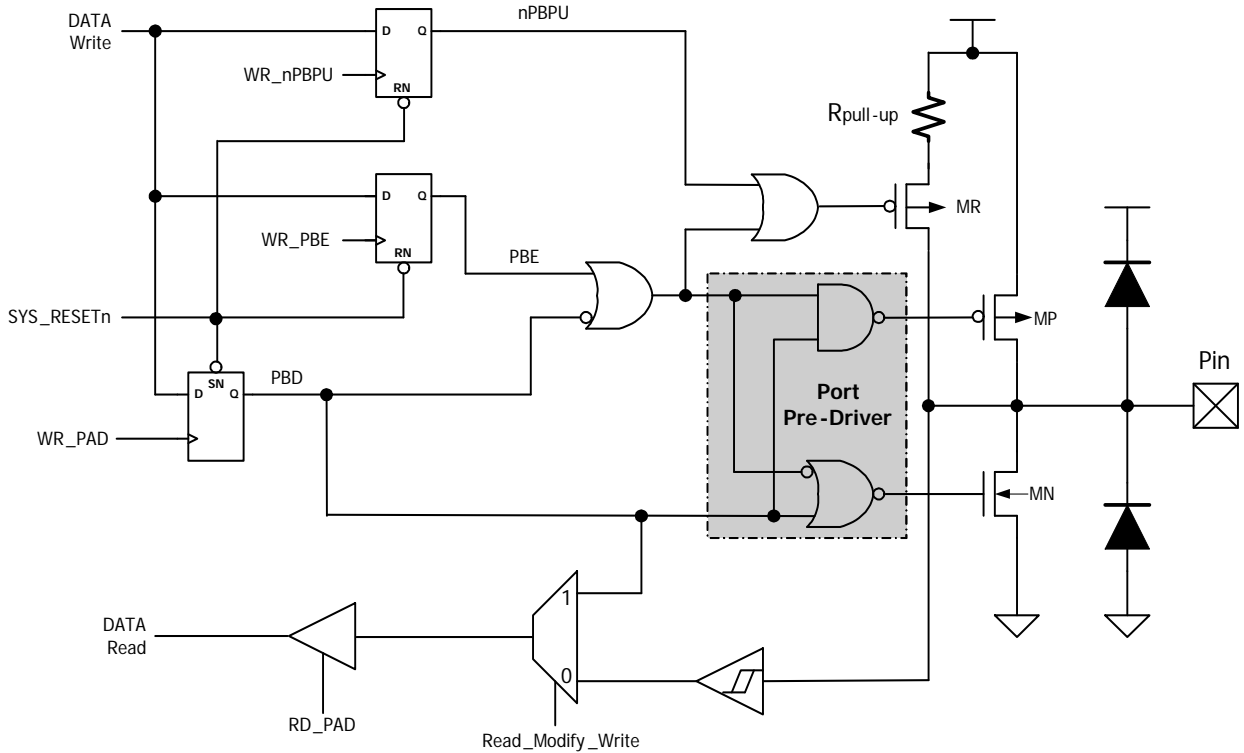 DATA
Write
D
Q
nPBPU
WR_nPBPU
RN
Rpull-up
D
Q
MR
WR_PBE
RN
PBE
SYS_RESETn
MP
SN
D
Q
PBD
Port
Pre-Driver
Pin
WR_PAD
MN
1
DATA
Read
0
RD_PAD
Read_Modify_Write